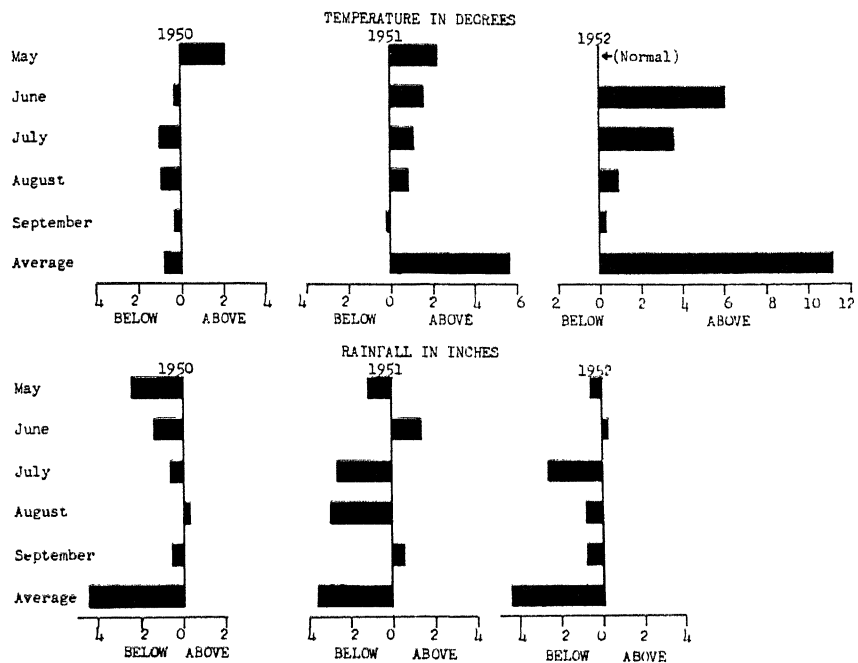 TEMPERATURE IN DEGREES
1950 1951 1952
May ←(Normal)
June
July
August
September
Average
4 2 0 2 4 4 2 0 2 4 6 2 0 2 4 6 8 10 12
BELOW ABOVE BELOW ABOVE BELOW ABOVE
RAINFALL IN INCHES
1950 1951 1952
May
June
July
August
September
Average
4 2 0 2 4 2 0 2 4 4 2 0 2 4
BELOW ABOVE BELOW ABOVE BELOW ABOVE